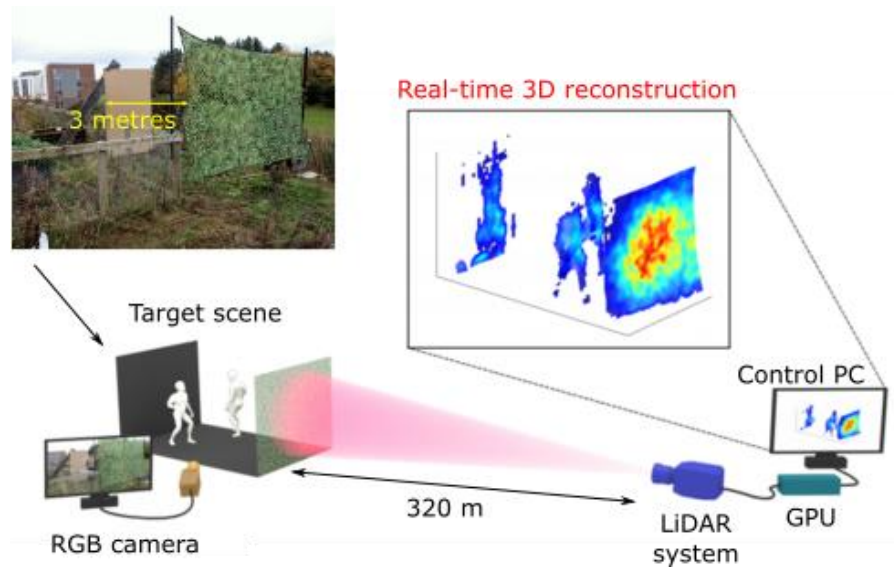 3 metres
Real-time 3D reconstruction
Target scene
Control PC
320 m
RGB camera
LiDAR
system
GPU